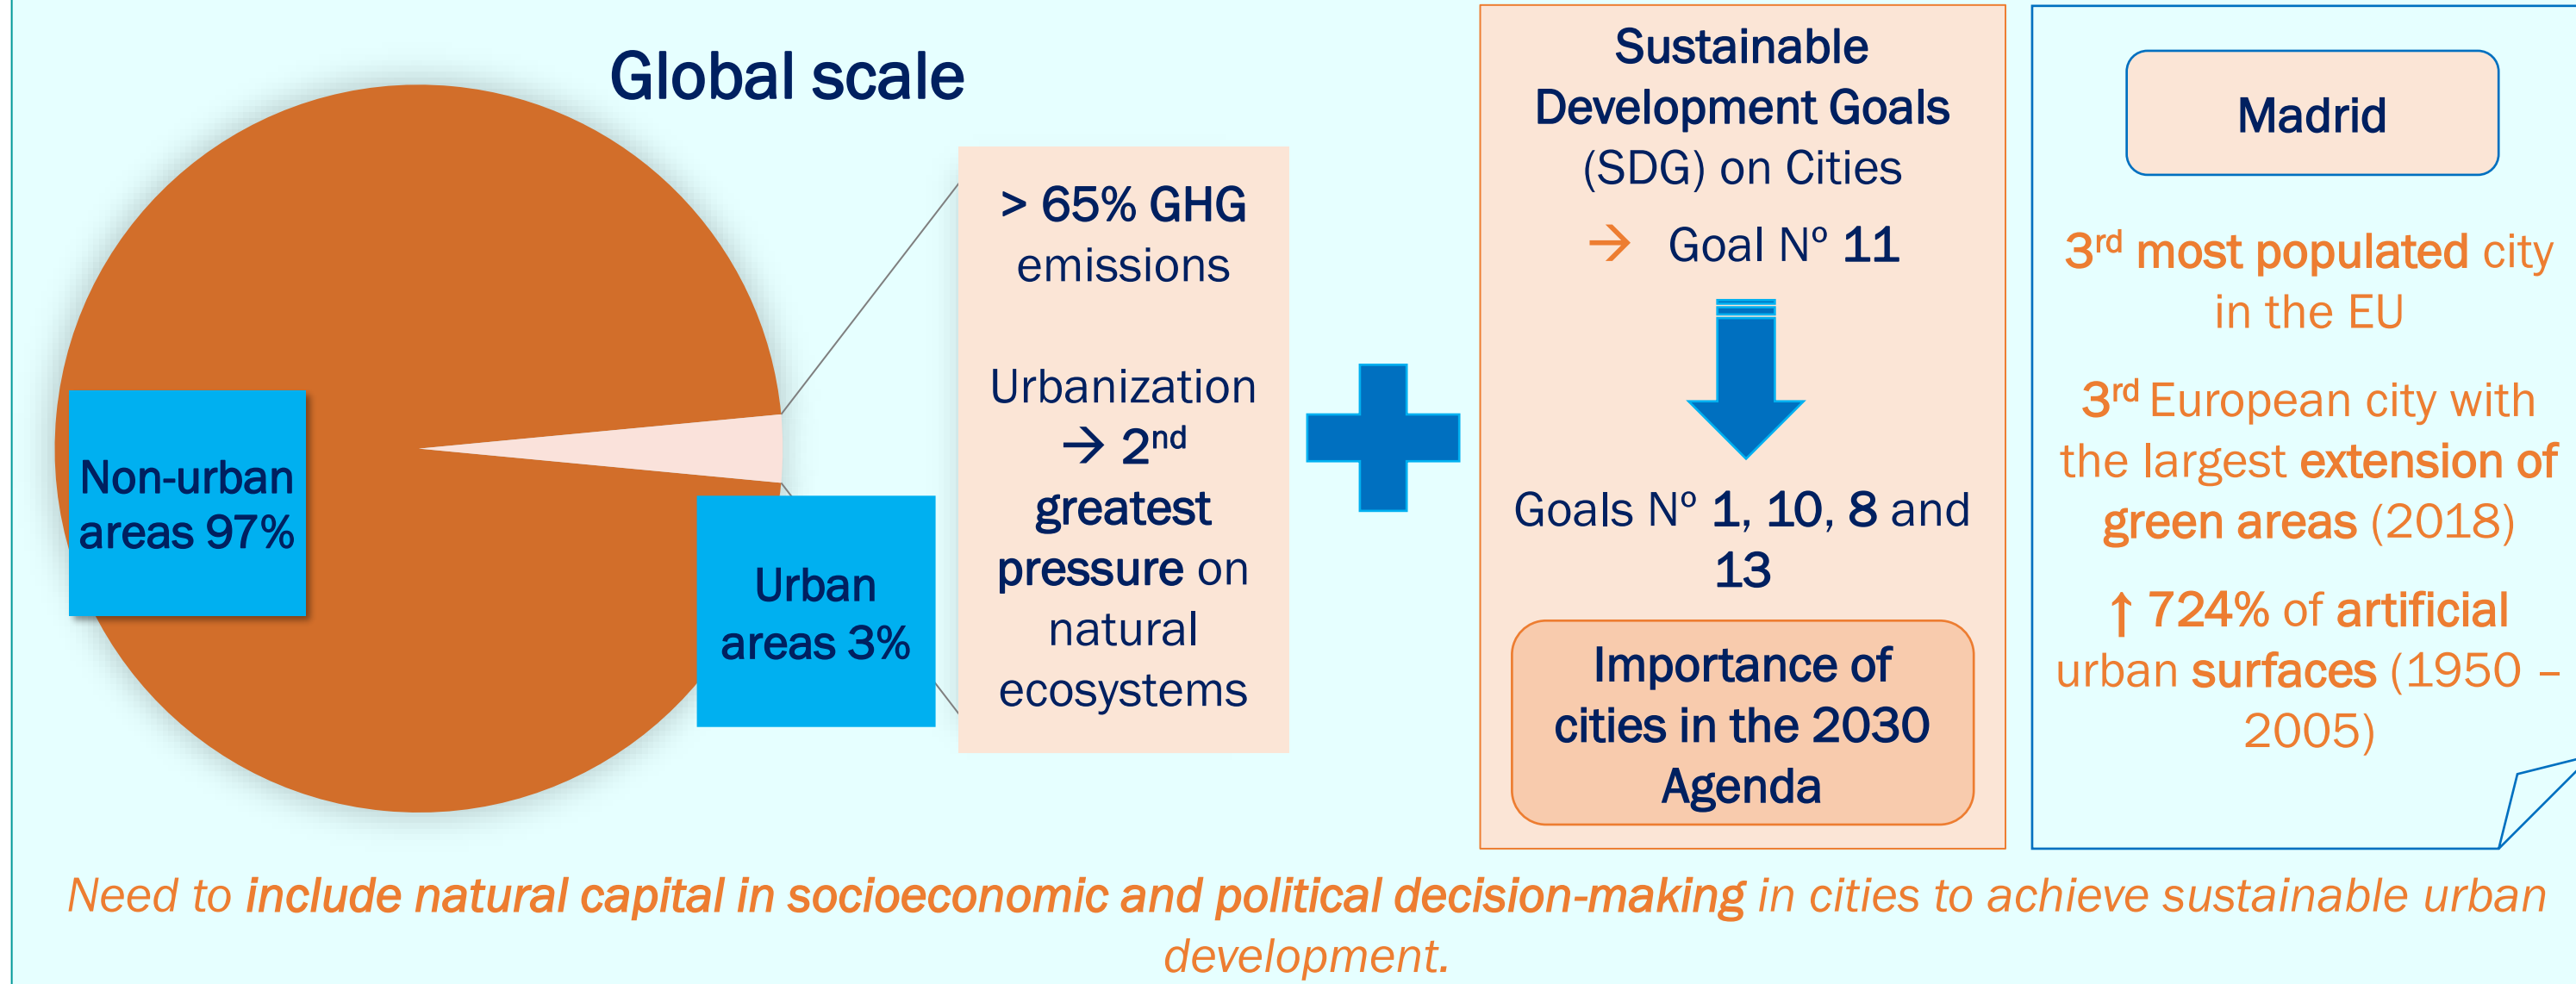 Global scale
Non-urban
areas 97%
Urban
areas 3%
> 65% GHG
emissions
Urbanization
→ 2nd
greatest
pressure on
natural
ecosystems
Sustainable
Development Goals
(SDG) on Cities
→ Goal Nº 11
Goals Nº 1, 10, 8 and
13
Importance of
cities in the 2030
Agenda
Madrid
3rd most populated city
in the EU
3rd European city with
the largest extension of
green areas (2018)
↑ 724% of artificial
urban surfaces (1950 –
2005)
Need to include natural capital in socioeconomic and political decision-making in cities to achieve sustainable urban
development.